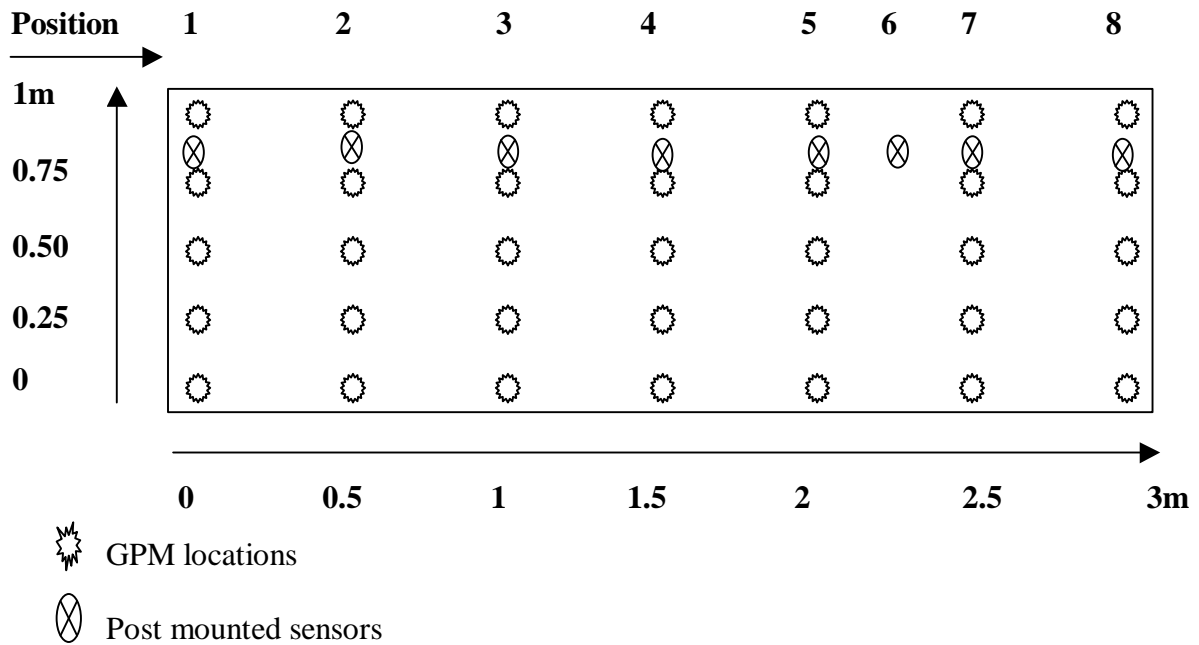 Position 1 2 3 4 5 6 7 8
1m
0.75
0.50
0.25
0
0 0.5 1 1.5 2 2.5 3m
GPM locations
Post mounted sensors